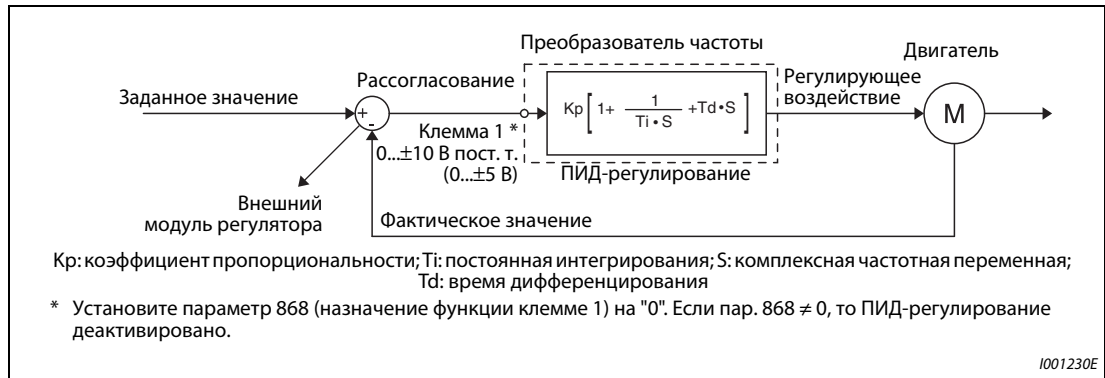 Преобразователь частоты
Двигатель
Заданное значение
Рассогласование
+
-
Клемма 1 *
0...±10 В пост. т.
(0...±5 В)
Kp[1+ 1/Ti•S +Td•S]
ПИД-регулирование
Регулирующее
воздействие
M
Внешний
модуль регулятора
Фактическое значение
Kp: коэффициент пропорциональности; Ti: постоянная интегрирования; S: комплексная частотная переменная;
Td: время дифференцирования
* Установите параметр 868 (назначение функции клемме 1) на "0". Если пар. 868 ≠ 0, то ПИД-регулирование
деактивировано.
I001230E